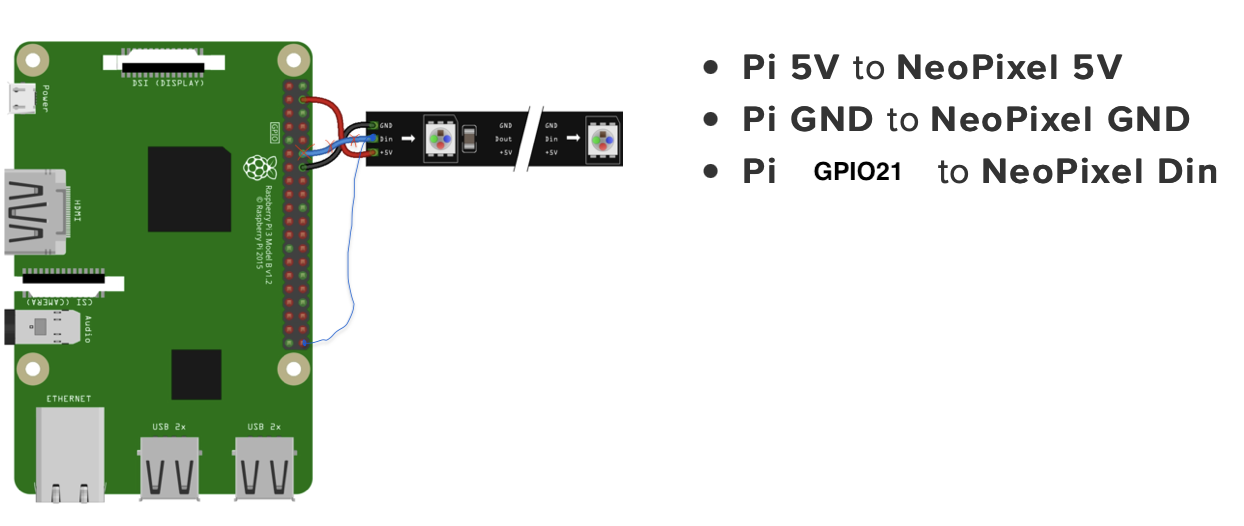 DSI (DISPLAY)
Power
GPIO
HDMI
Raspberry Pi 3 Model B v1.2
© Raspberry Pi 2015
CSI (CAMERA)
Audio
ETHERNET
USB 2x
USB 2x
GND
Din
+5V
GND
Dout
+5V
GND
Din
+5V
• Pi 5V to NeoPixel 5V
• Pi GND to NeoPixel GND
• Pi GPIO21 to NeoPixel Din